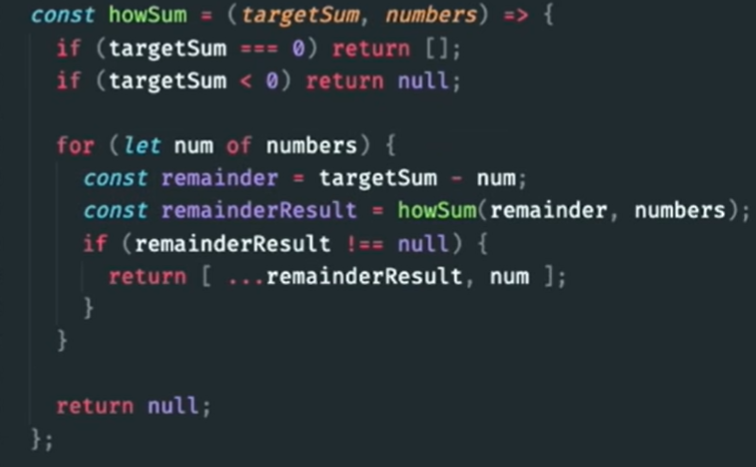 const howSum = (targetSum, numbers) => {
  if (targetSum === 0) return [];
  if (targetSum < 0) return null;

  for (let num of numbers) {
    const remainder = targetSum - num;
    const remainderResult = howSum(remainder, numbers);
    if (remainderResult !== null) {
      return [ ...remainderResult, num ];
    }
  }

  return null;
};